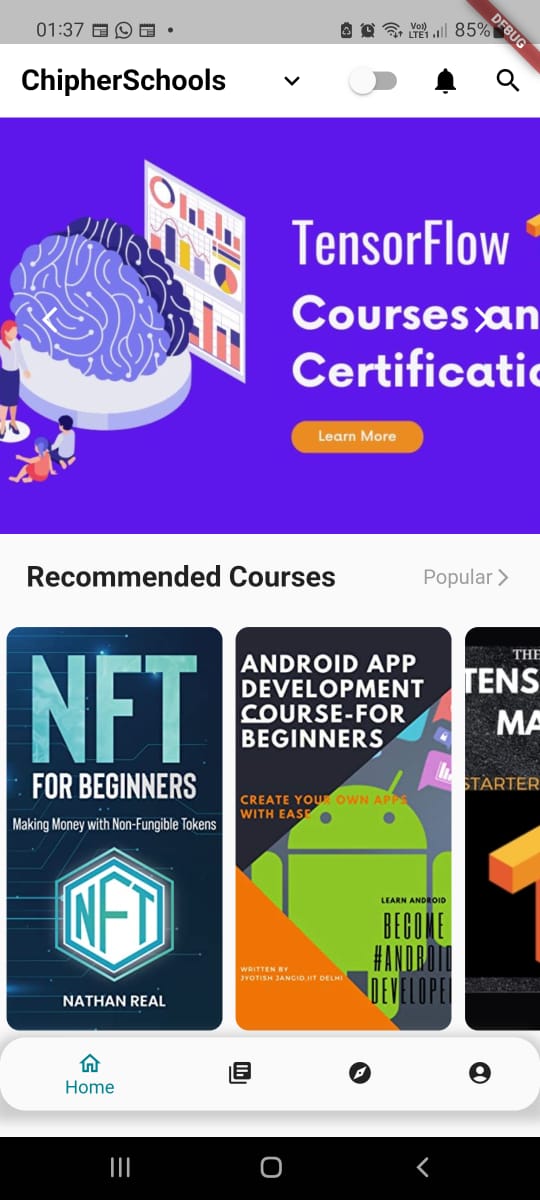 01:37
Vo))
LTE1
85%
DEBUG
ChipherSchools
TensorFlow
Courses an
Certificatio
Learn More
Recommended Courses
Popular
NFT
FOR BEGINNERS
Making Money with Non-Fungible Tokens
NFT
NATHAN REAL
ANDROID APP
DEVELOPMENT
COURSE-FOR
BEGINNERS
CREATE YOUR OWN APPS
WITH EASE
LEARN ANDROID
BECOME
#ANDROID
DEVELOPE
WRITTEN BY
JYOTISH JANGID,IIT DELHI
THE
TENS
MA
STARTER
Home